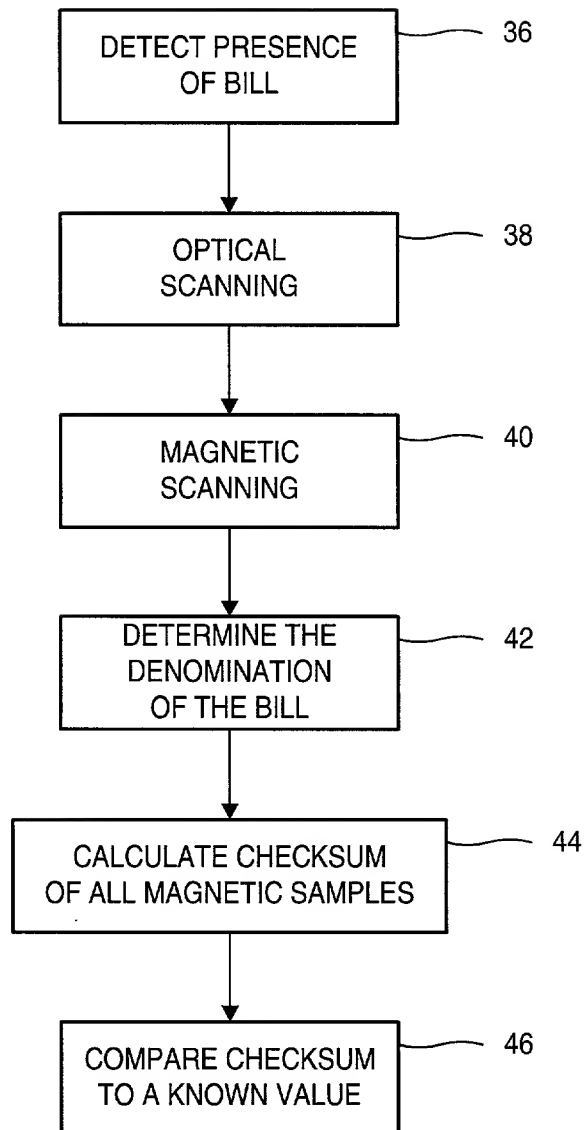 DETECT PRESENCE
OF BILL
36
OPTICAL
SCANNING
38
MAGNETIC
SCANNING
40
DETERMINE THE
DENOMINATION
OF THE BILL
42
CALCULATE CHECKSUM
OF ALL MAGNETIC SAMPLES
44
COMPARE CHECKSUM
TO A KNOWN VALUE
46